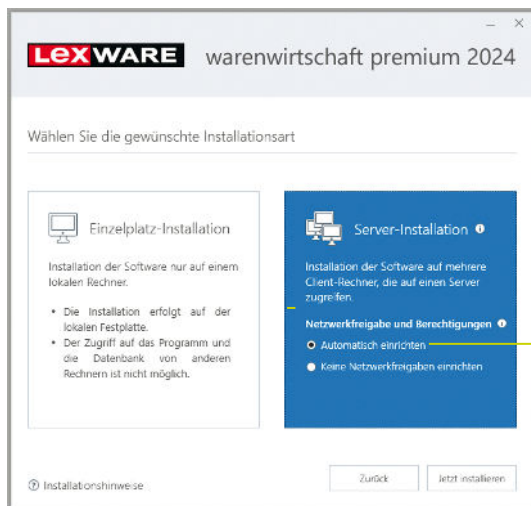 LEXWARE warenwirtschaft premium 2024
Wählen Sie die gewünschte Installationsart
Einzelplatz-Installation
Installation der Software nur auf einem
lokalen Rechner.
• Die Installation erfolgt auf der
lokalen Festplatte.
• Der Zugriff auf das Programm und
die Datenbank von anderen
Rechnern ist nicht möglich.
Server-Installation
Installation der Software auf mehrere
Client-Rechner, die auf einen Server
zugreifen.
Netzwerkfreigabe und Berechtigungen
Automatisch einrichten
Keine Netzwerkfreigaben einrichten
Installationshinweise
Zurück
Jetzt installieren